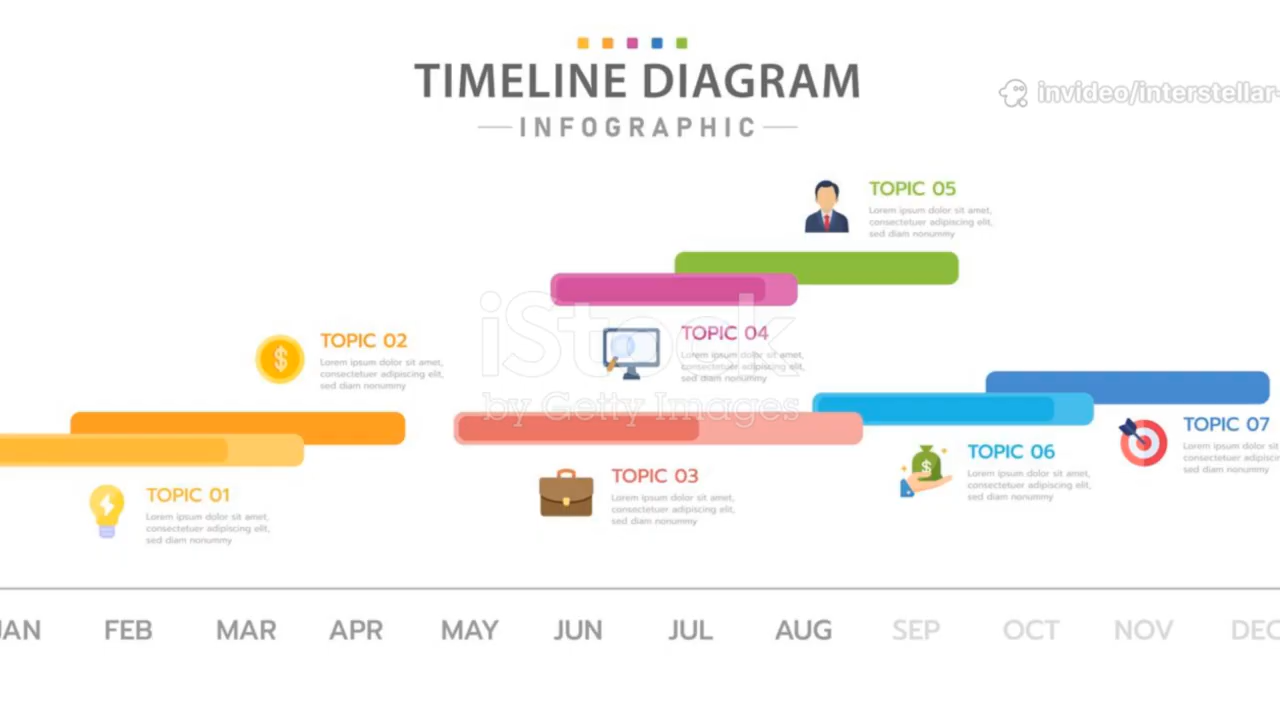 TIMELINE DIAGRAM
INFOGRAPHIC
invideo/interstellar-
TOPIC 05
Lorem ipsum dolor sit amet,
consectetuer adipiscing elit,
sed diam nonummy
iStock
by Getty Images
TOPIC 04
Lorem ipsum dolor sit amet,
consectetuer adipiscing elit,
sed diam nonummy
TOPIC 02
Lorem ipsum dolor sit amet,
consectetuer adipiscing elit,
sed diam nonummy
TOPIC 07
Lorem ipsum dolor sit
consectetuer adipiscing
sed diam nonummy
TOPIC 06
Lorem ipsum dolor sit amet,
consectetuer adipiscing elit,
sed diam nonummy
TOPIC 03
Lorem ipsum dolor sit amet,
consectetuer adipiscing elit,
sed diam nonummy
TOPIC 01
Lorem ipsum dolor sit amet,
consectetuer adipiscing elit,
sed diam nonummy
JAN FEB MAR APR MAY JUN JUL AUG SEP OCT NOV DEC